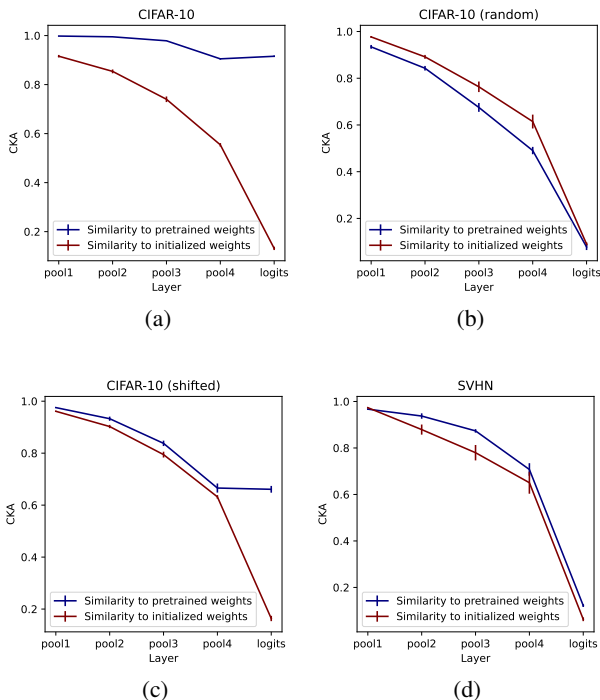 CIFAR-10
1.0
0.8
0.6
0.4
0.2
CKA
Similarity to pretrained weights
Similarity to initialized weights
pool1 pool2 pool3 pool4 logits
Layer
(a)
CIFAR-10 (random)
1.0
0.8
0.6
0.4
0.2
CKA
Similarity to pretrained weights
Similarity to initialized weights
pool1 pool2 pool3 pool4 logits
Layer
(b)
CIFAR-10 (shifted)
1.0
0.8
0.6
0.4
0.2
CKA
Similarity to pretrained weights
Similarity to initialized weights
pool1 pool2 pool3 pool4 logits
Layer
(c)
SVHN
1.0
0.8
0.6
0.4
0.2
CKA
Similarity to pretrained weights
Similarity to initialized weights
pool1 pool2 pool3 pool4 logits
Layer
(d)